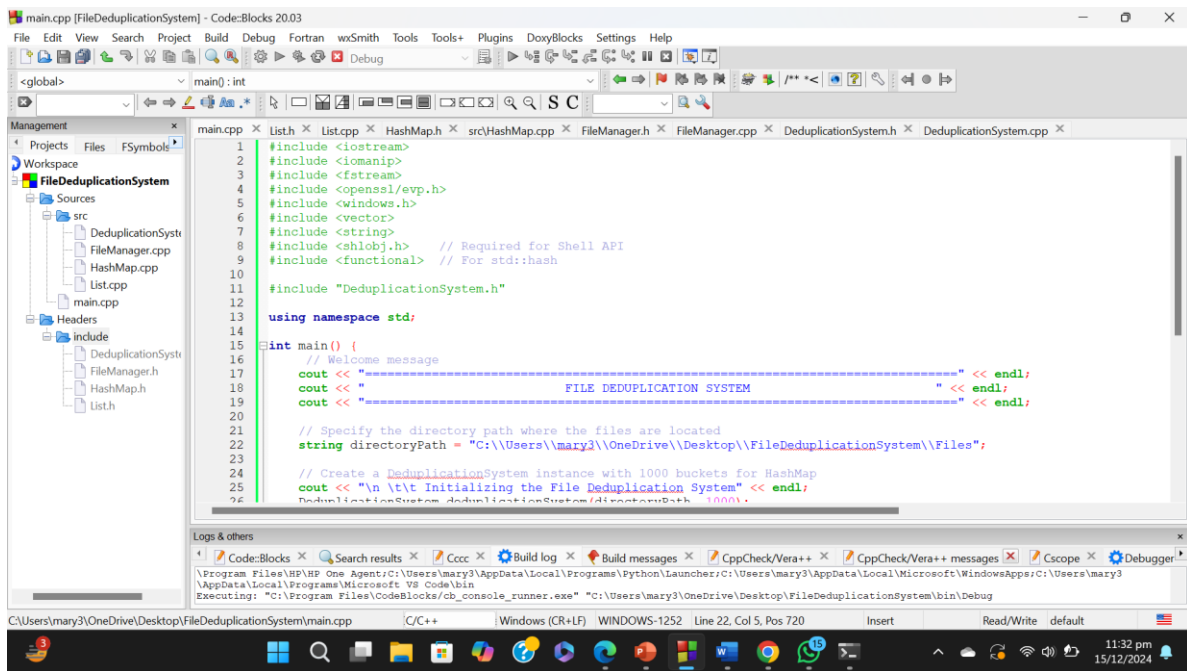 main.cpp [FileDeduplicationSystem] - Code::Blocks 20.03
File Edit View Search Project Build Debug Fortran wxSmith Tools Tools+ Plugins DoxyBlocks Settings Help
Debug
<global> main() : int
/** *<
S C
Management
Projects Files FSymbols
Workspace
FileDeduplicationSystem
Sources
src
DeduplicationSyste
FileManager.cpp
HashMap.cpp
List.cpp
main.cpp
Headers
include
DeduplicationSyste
FileManager.h
HashMap.h
List.h
main.cpp List.h List.cpp HashMap.h src\HashMap.cpp FileManager.h FileManager.cpp DeduplicationSystem.h DeduplicationSystem.cpp
1 #include <iostream>
2 #include <iomanip>
3 #include <fstream>
4 #include <openssl/evp.h>
5 #include <windows.h>
6 #include <vector>
7 #include <string>
8 #include <shlobj.h> // Required for Shell API
9 #include <functional> // For std::hash
10
11 #include "DeduplicationSystem.h"
12
13 using namespace std;
14
15 int main() {
16 // Welcome message
17 cout << "==============================================================" << endl;
18 cout << " FILE DEDUPLICATION SYSTEM " << endl;
19 cout << "==============================================================" << endl;
20
21 // Specify the directory path where the files are located
22 string directoryPath = "C:\\Users\\mary3\\OneDrive\\Desktop\\FileDeduplicationSystem\\Files";
23
24 // Create a DeduplicationSystem instance with 1000 buckets for HashMap
25 cout << "\n \t\t Initializing the File Deduplication System" << endl;
26 DeduplicationSystem deduplicationSystem(directoryPath, 1000);
Logs & others
Code::Blocks Search results Cccc Build log Build messages CppCheck/Vera++ CppCheck/Vera++ messages Cscope Debugger
\Program Files\HP\HP One Agent;C:\Users\mary3\AppData\Local\Programs\Python\Launcher;C:\Users\mary3\AppData\Local\Microsoft\WindowsApps;C:\Users\mary3
\AppData\Local\Programs\Microsoft VS Code\bin
Executing: "C:\Program Files\CodeBlocks/cb_console_runner.exe" "C:\Users\mary3\OneDrive\Desktop\FileDeduplicationSystem\bin\Debug
C:\Users\mary3\OneDrive\Desktop\FileDeduplicationSystem\main.cpp C/C++ Windows (CR+LF) WINDOWS-1252 Line 22, Col 5, Pos 720 Insert Read/Write default
3
15
11:32 pm
15/12/2024